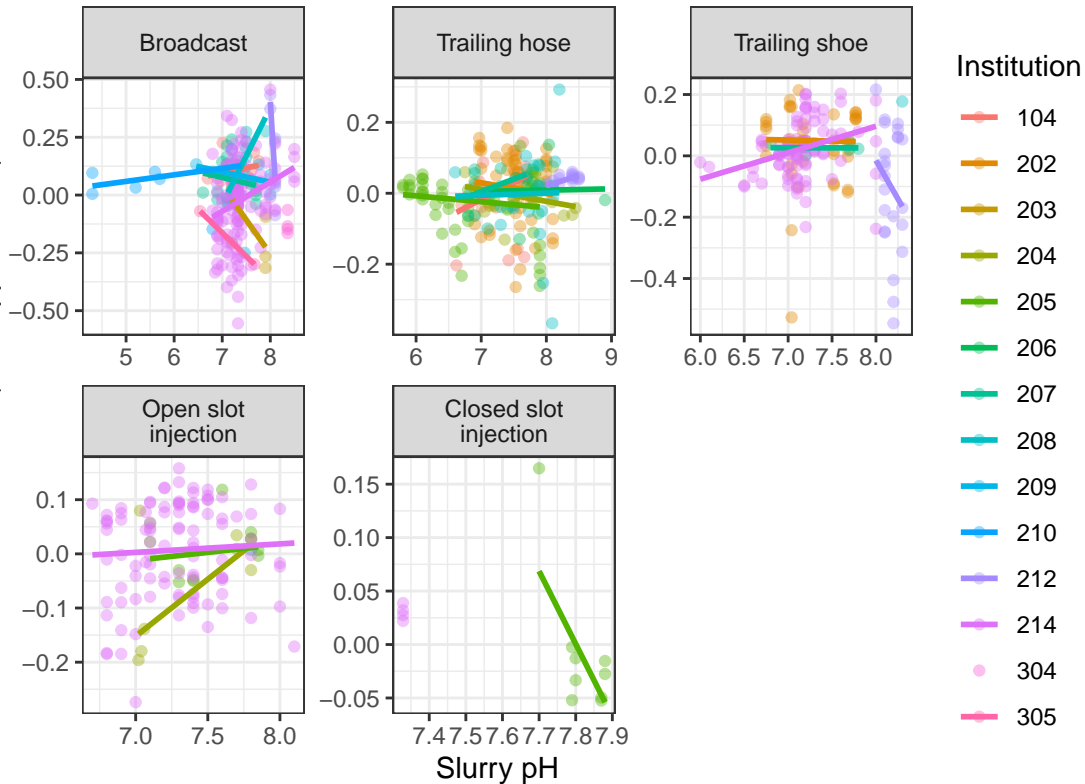 Broadcast
Trailing hose
Trailing shoe
0.50
0.25
0.00
−0.25
−0.50
5 6 7 8
0.2
0.0
−0.2
6 7 8 9
0.2
0.0
−0.2
−0.4
6.0 6.5 7.0 7.5 8.0
Open slot
injection
Closed slot
injection
0.1
0.0
−0.1
−0.2
7.0 7.5 8.0
0.15
0.10
0.05
0.00
−0.05
7.4 7.5 7.6 7.7 7.8 7.9
Slurry pH
Institution
104
202
203
204
205
206
207
208
209
210
212
214
304
305